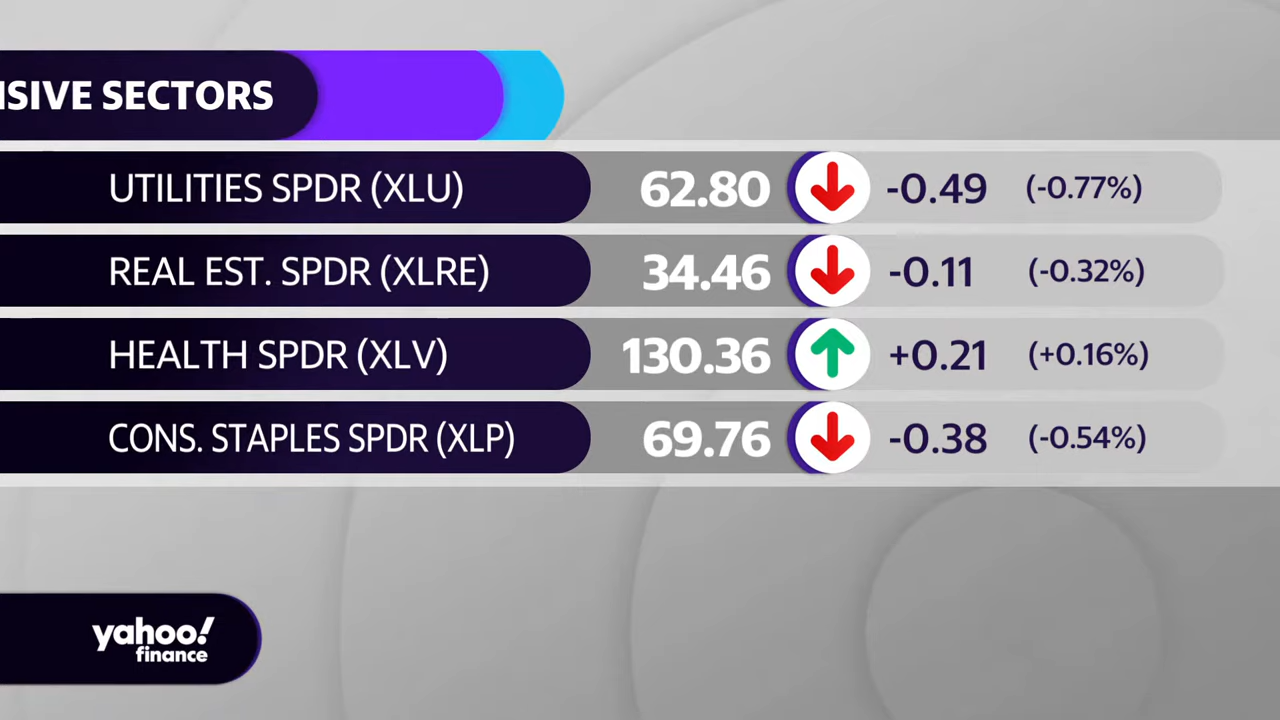 ISIVE SECTORS
UTILITIES SPDR (XLU) 62.80 -0.49 (-0.77%)
REAL EST. SPDR (XLRE) 34.46 -0.11 (-0.32%)
HEALTH SPDR (XLV) 130.36 +0.21 (+0.16%)
CONS. STAPLES SPDR (XLP) 69.76 -0.38 (-0.54%)
yahoo!
finance